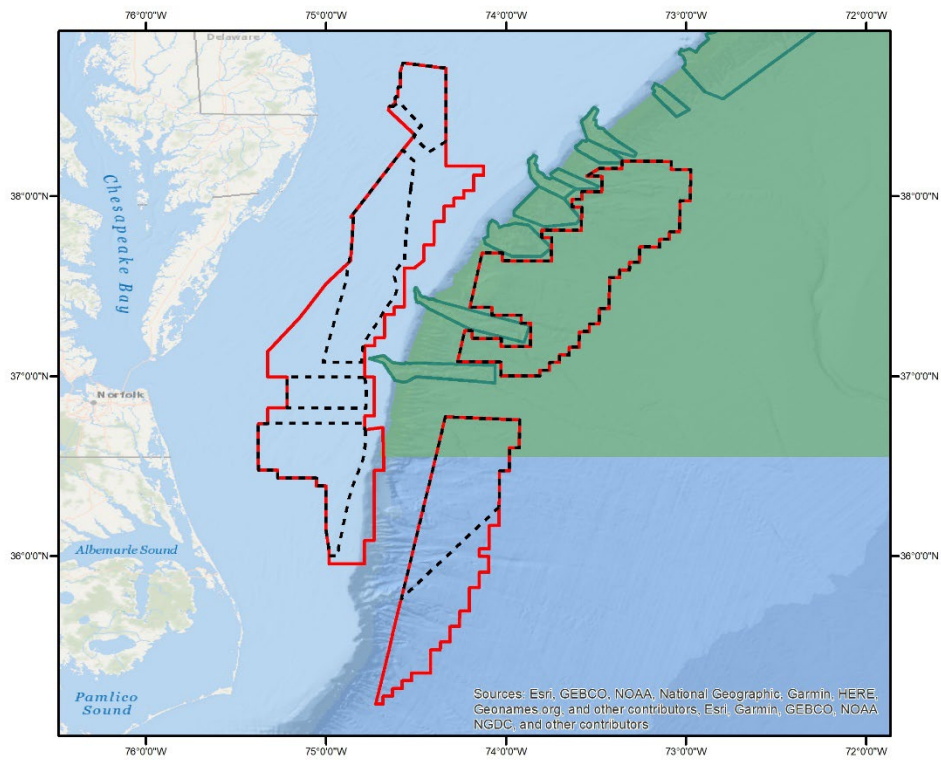 76°0'0"W 75°0'0"W 74°0'0"W 73°0'0"W 72°0'0"W
Delaware
38°0'0"N 38°0'0"N
Chesapeake Bay
37°0'0"N 37°0'0"N
Norfolk
36°0'0"N 36°0'0"N
Albemarle Sound
Pamlico
Sound
Sources: Esri, GEBCO, NOAA, National Geographic, Garmin, HERE,
Geonames.org, and other contributors, Esri, Garmin, GEBCO, NOAA
NGDC, and other contributors
76°0'0"W 75°0'0"W 74°0'0"W 73°0'0"W 72°0'0"W